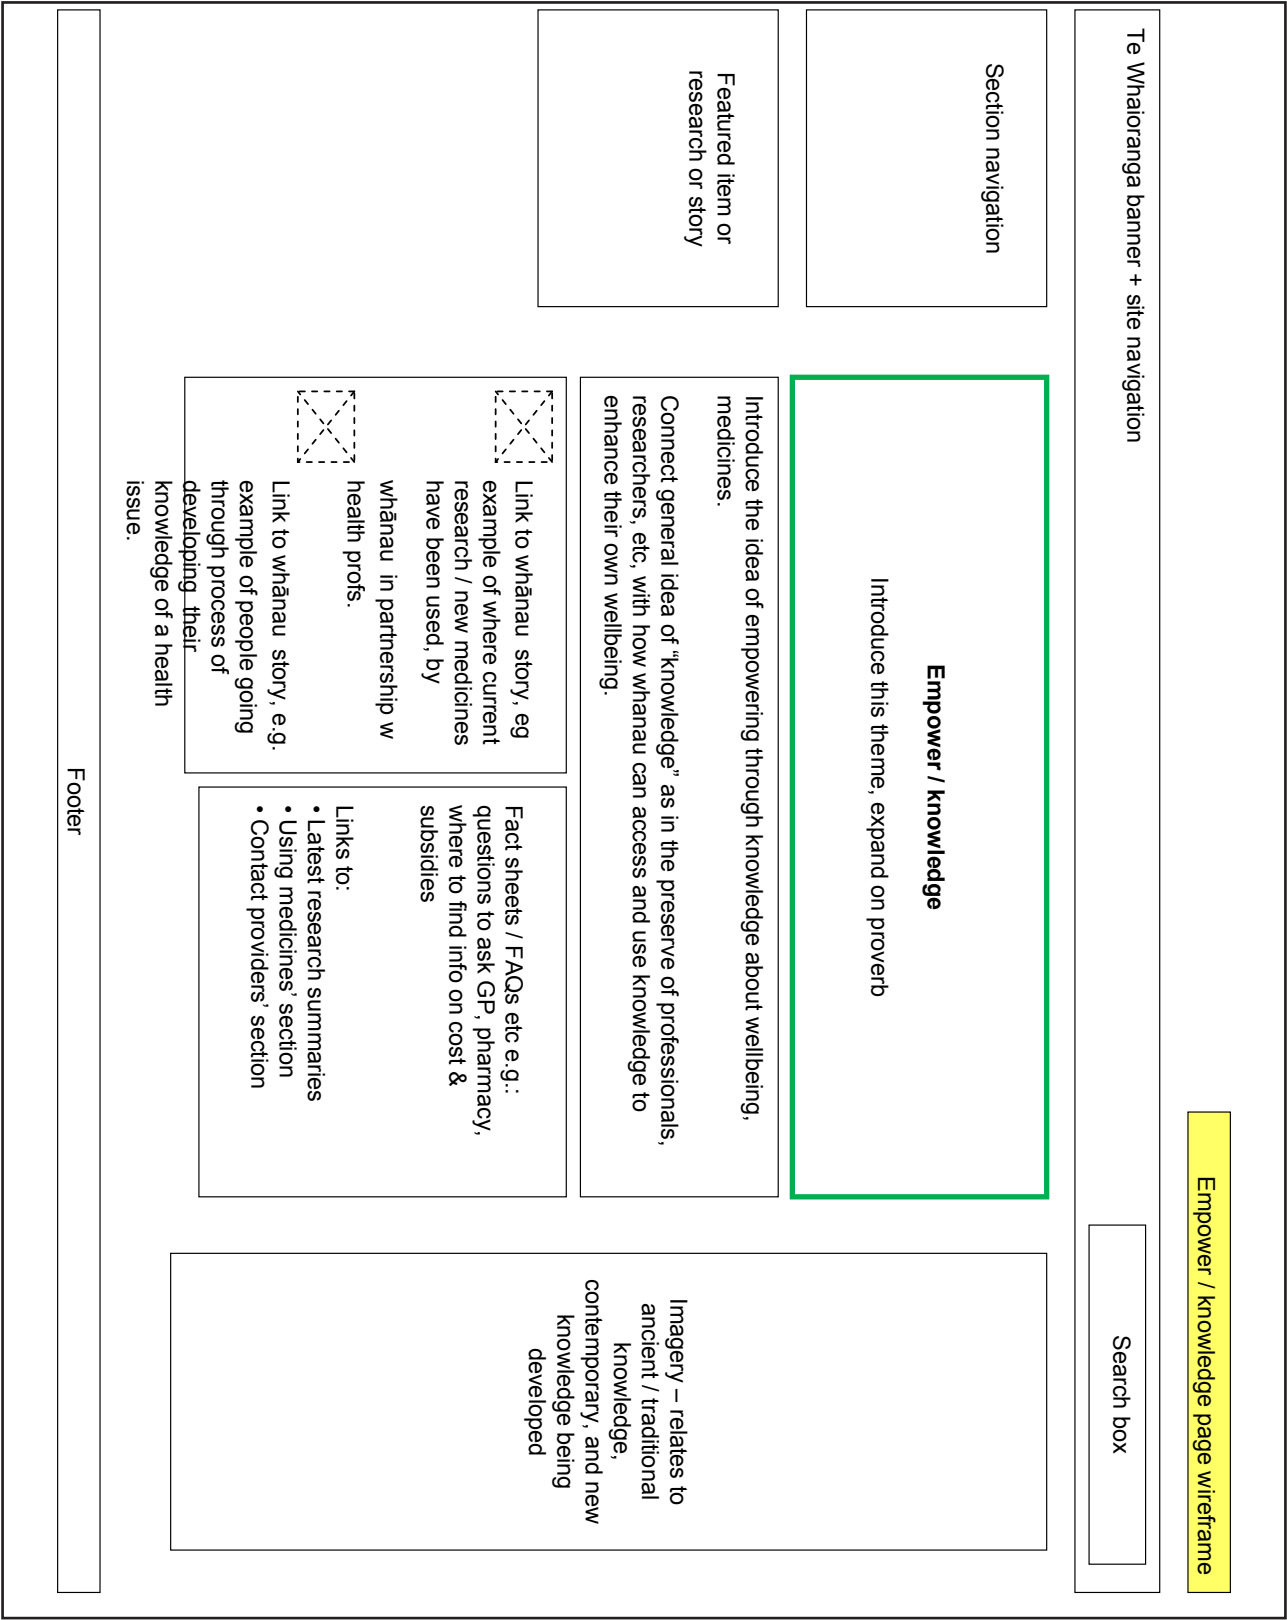 Empower / knowledge page wireframe
Te Whaioranga banner + site navigation
Search box
Section navigation
Featured item or
research or story
Empower / knowledge
Introduce this theme, expand on proverb
Introduce the idea of empowering through knowledge about wellbeing,
medicines.
Connect general idea of “knowledge” as in the preserve of professionals,
researchers, etc, with how whanau can access and use knowledge to
enhance their own wellbeing.
Link to whānau  story, eg
example of where current
research / new medicines
have been used, by
whānau  in partnership w
health profs.
Link to whānau  story, e.g.
example of people going
through process of
developing  their
knowledge of a health
issue.
Fact sheets / FAQs etc e.g.:
questions to ask GP, pharmacy,
where to find info on cost &
subsidies
Links to:
• Latest research summaries
• Using medicines’ section
• Contact providers’ section
Imagery – relates to
ancient / traditional
knowledge,
contemporary, and new
knowledge being
developed
Footer